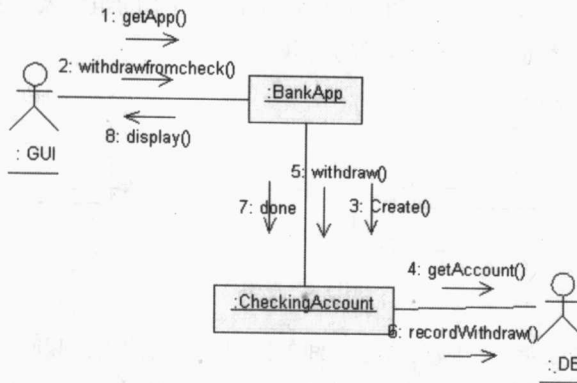 1: getApp()
2: withdrawfromcheck()
:BankApp
8: display()
: GUI
5: withdraw()
7: done
3: Create()
4: getAccount()
:CheckingAccount
6: recordWithdraw()
: DB